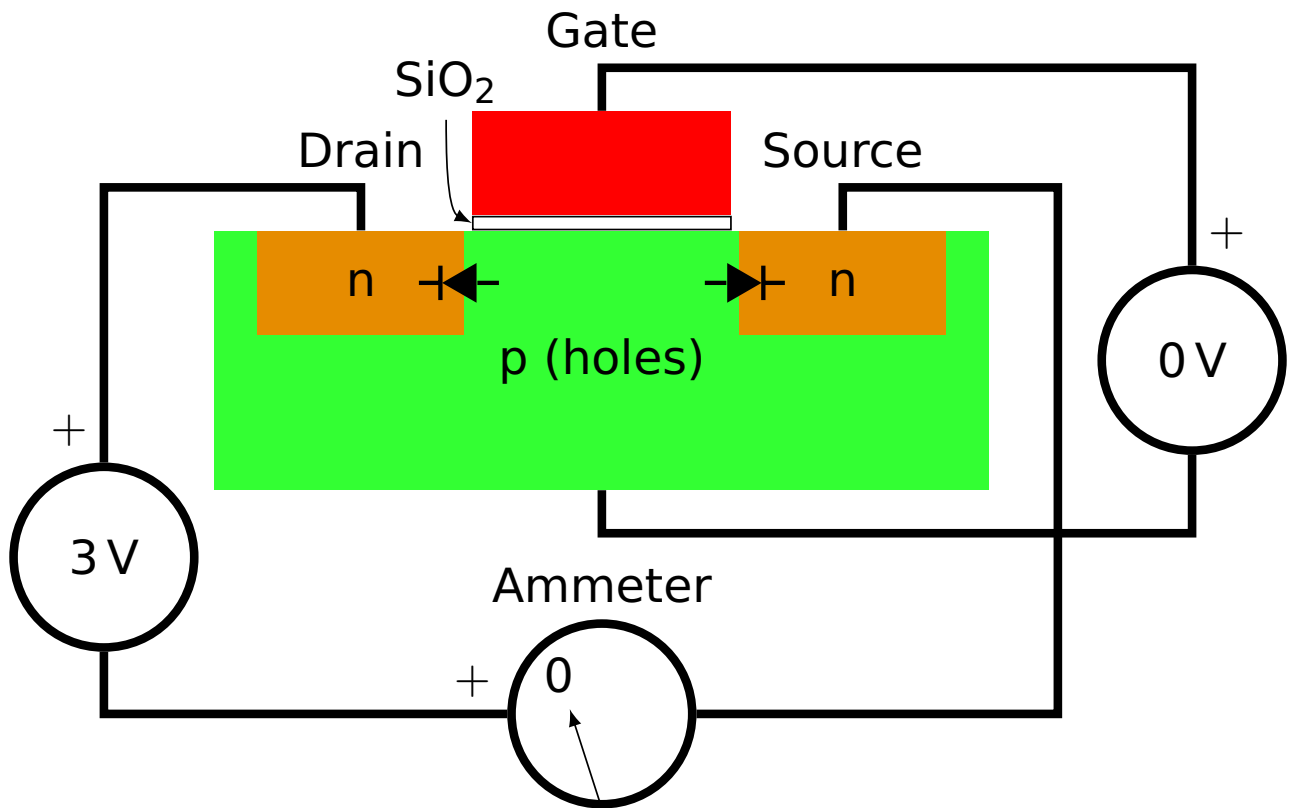 Gate
SiO₂
Drain
Source
+
n
n
p (holes)
0 V
+
3 V
Ammeter
+
0